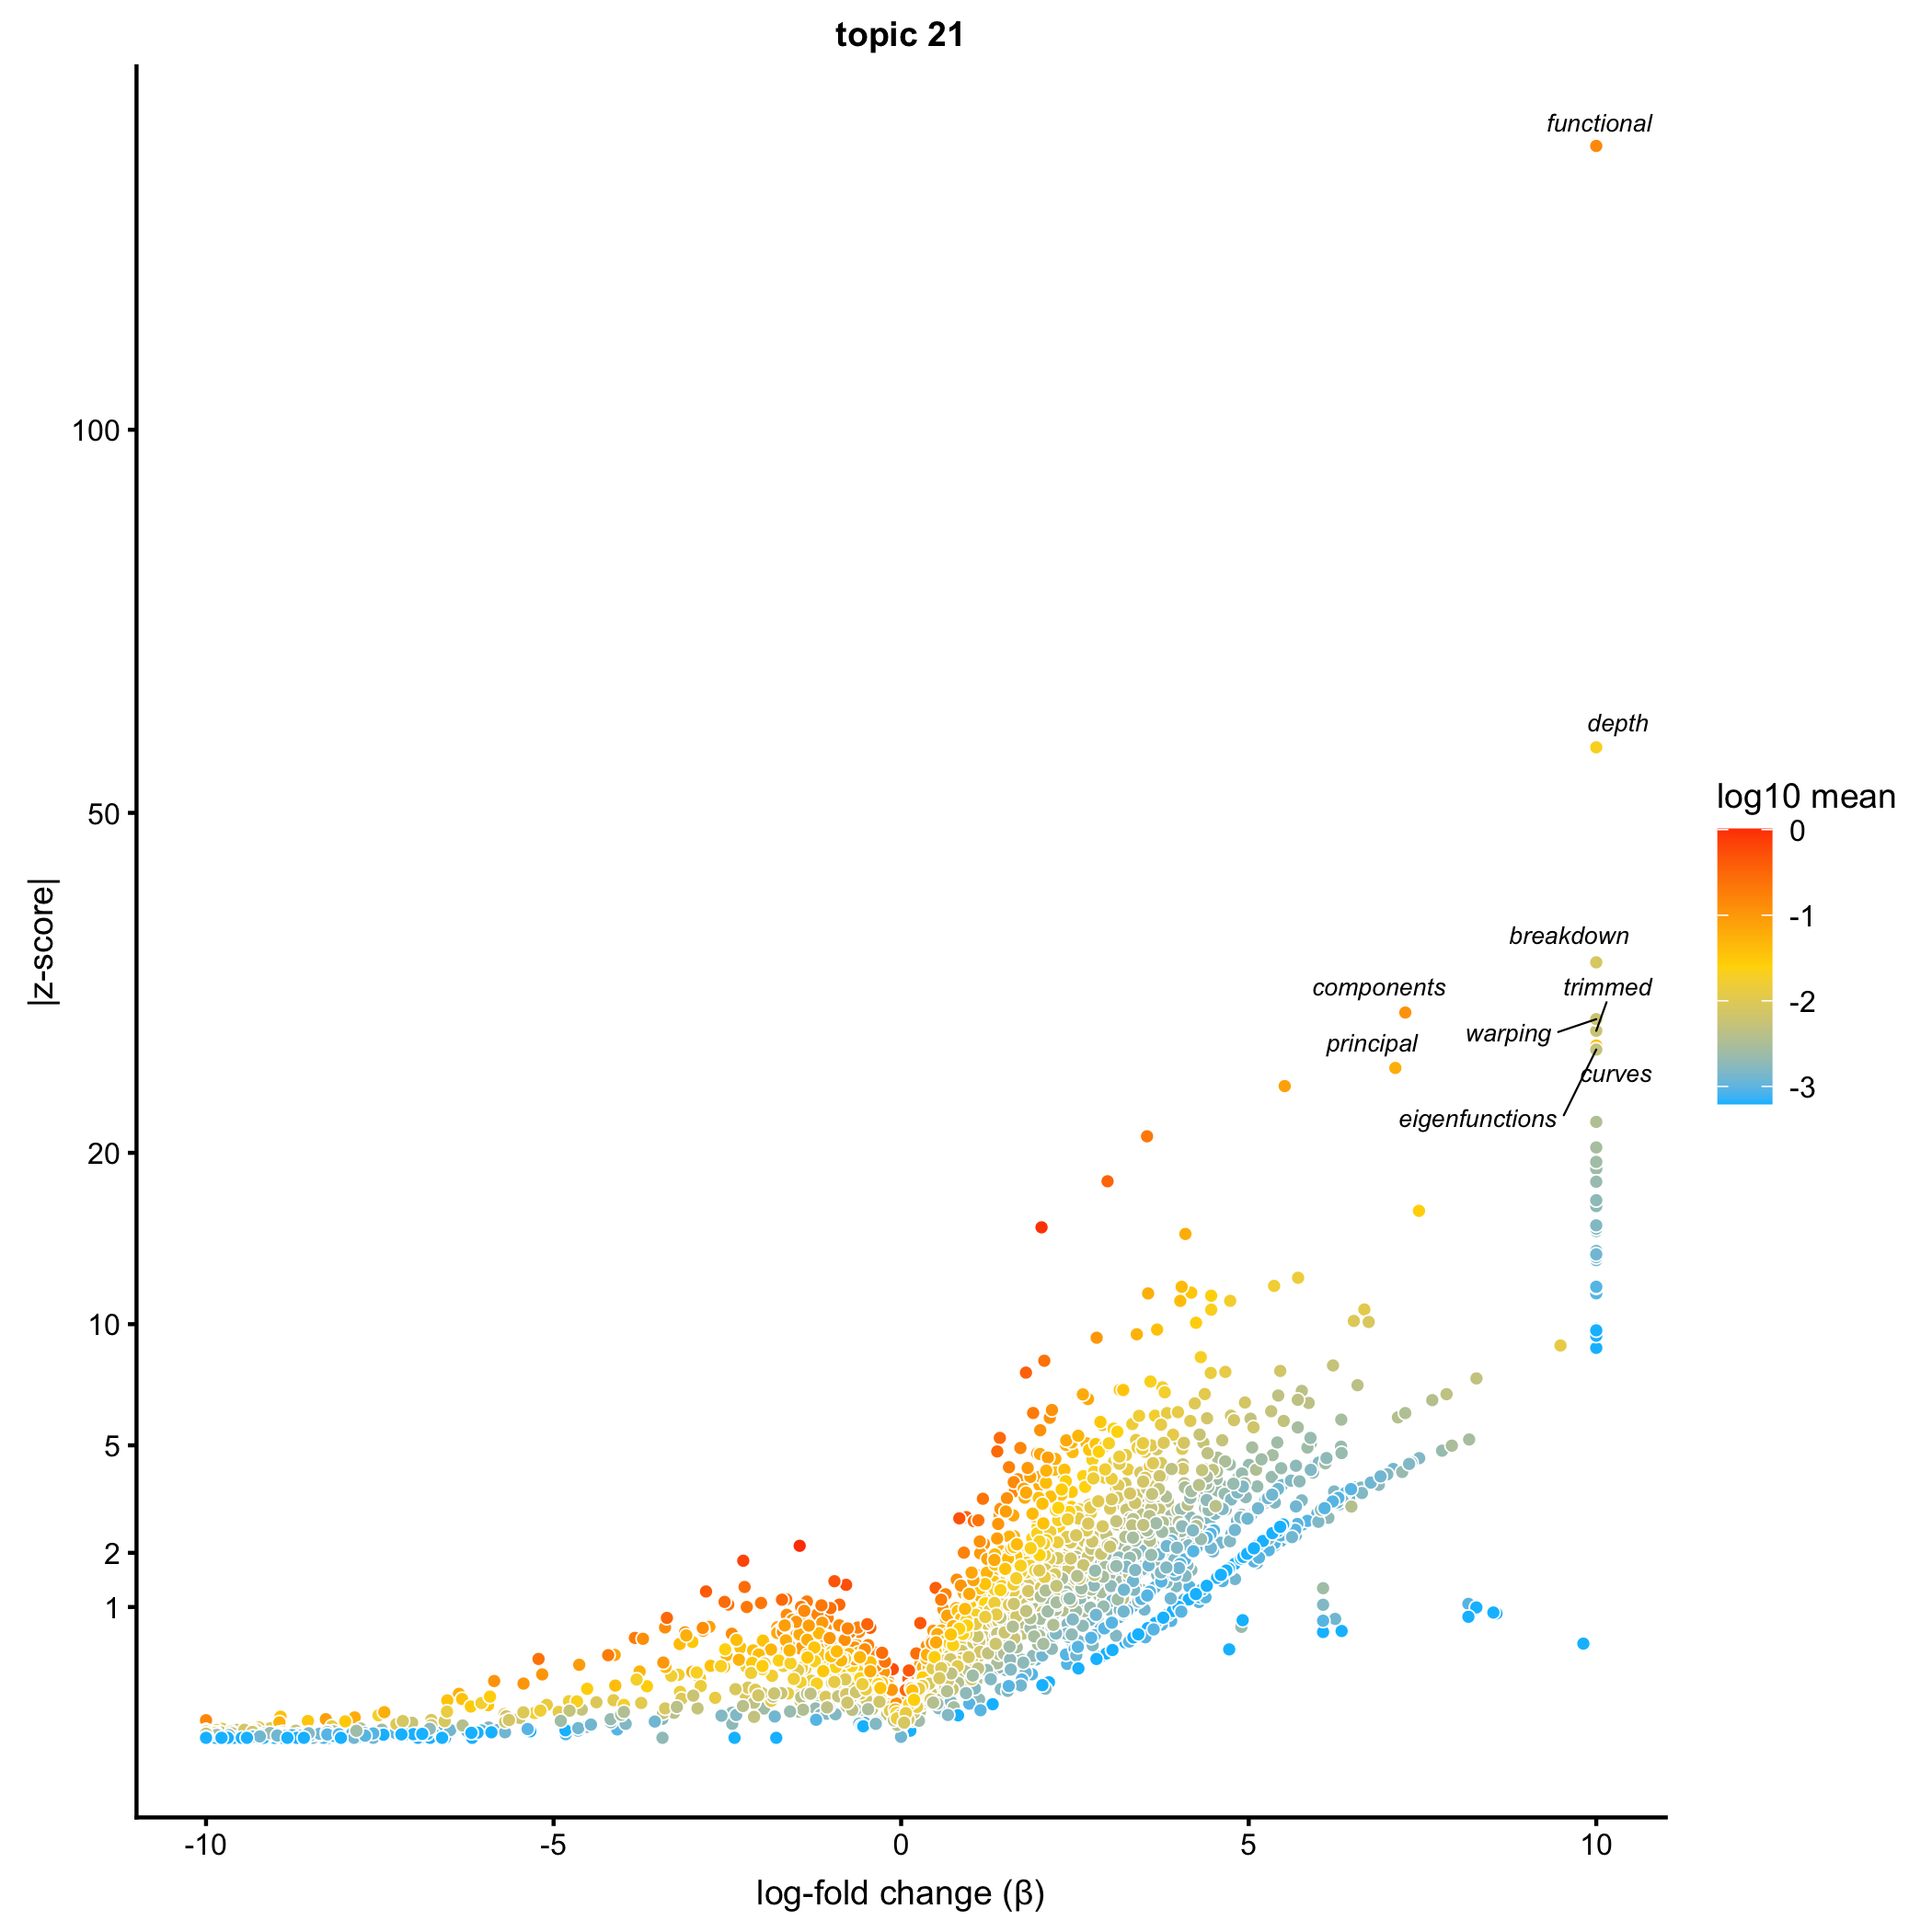 topic 21
functional
depth
breakdown
components
trimmed
warping
principal
curves
eigenfunctions
100
50
20
10
5
2
1
|z-score|
-10
-5
0
5
10
log-fold change (β)
log10 mean
0
-1
-2
-3